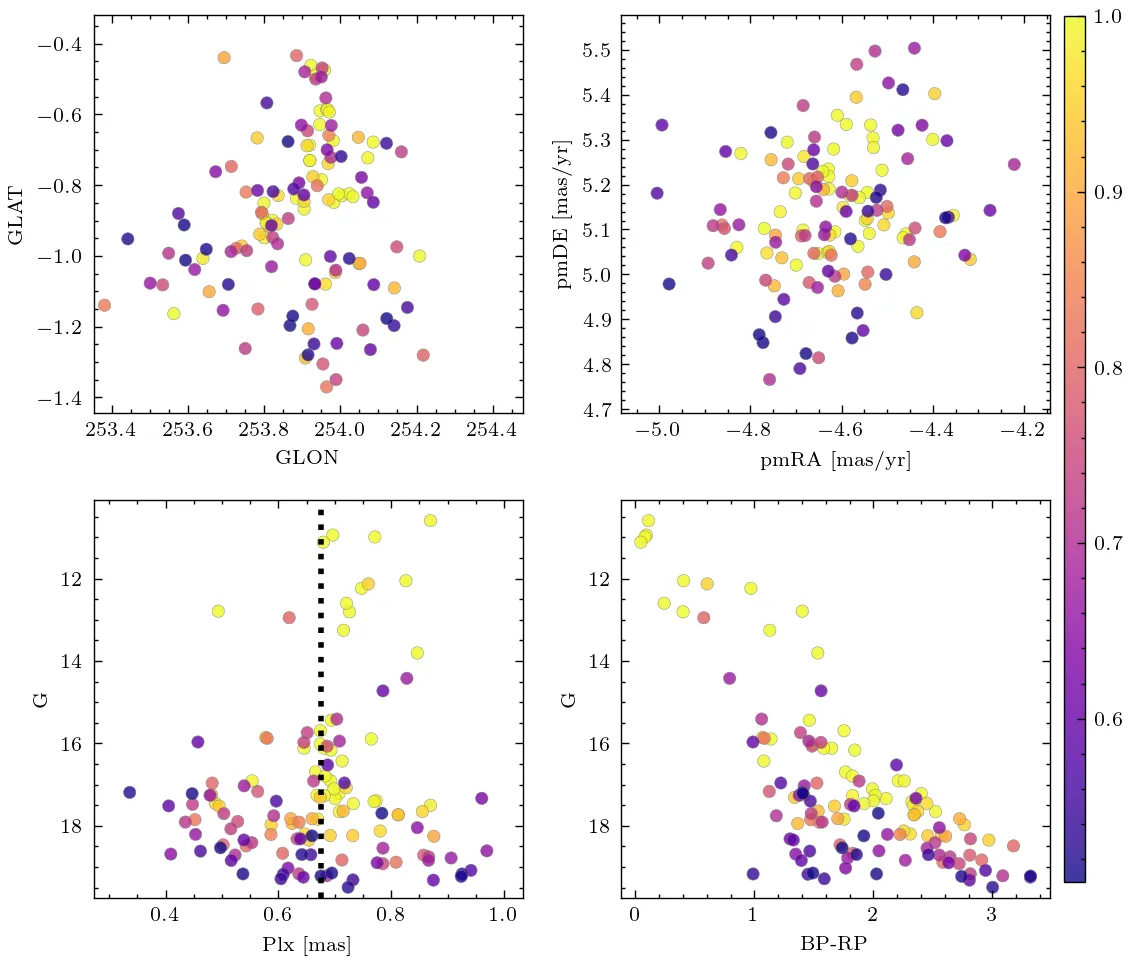 −0.4
−0.6
−0.8
−1.0
−1.2
−1.4
GLAT
253.4 253.6 253.8 254.0 254.2 254.4
GLON
5.5
5.4
5.3
5.2
5.1
5.0
4.9
4.8
4.7
pmDE [mas/yr]
−5.0 −4.8 −4.6 −4.4 −4.2
pmRA [mas/yr]
1.0
0.9
0.8
0.7
0.6
12
14
16
18
G
0.4 0.6 0.8 1.0
Plx [mas]
12
14
16
18
G
0 1 2 3
BP-RP